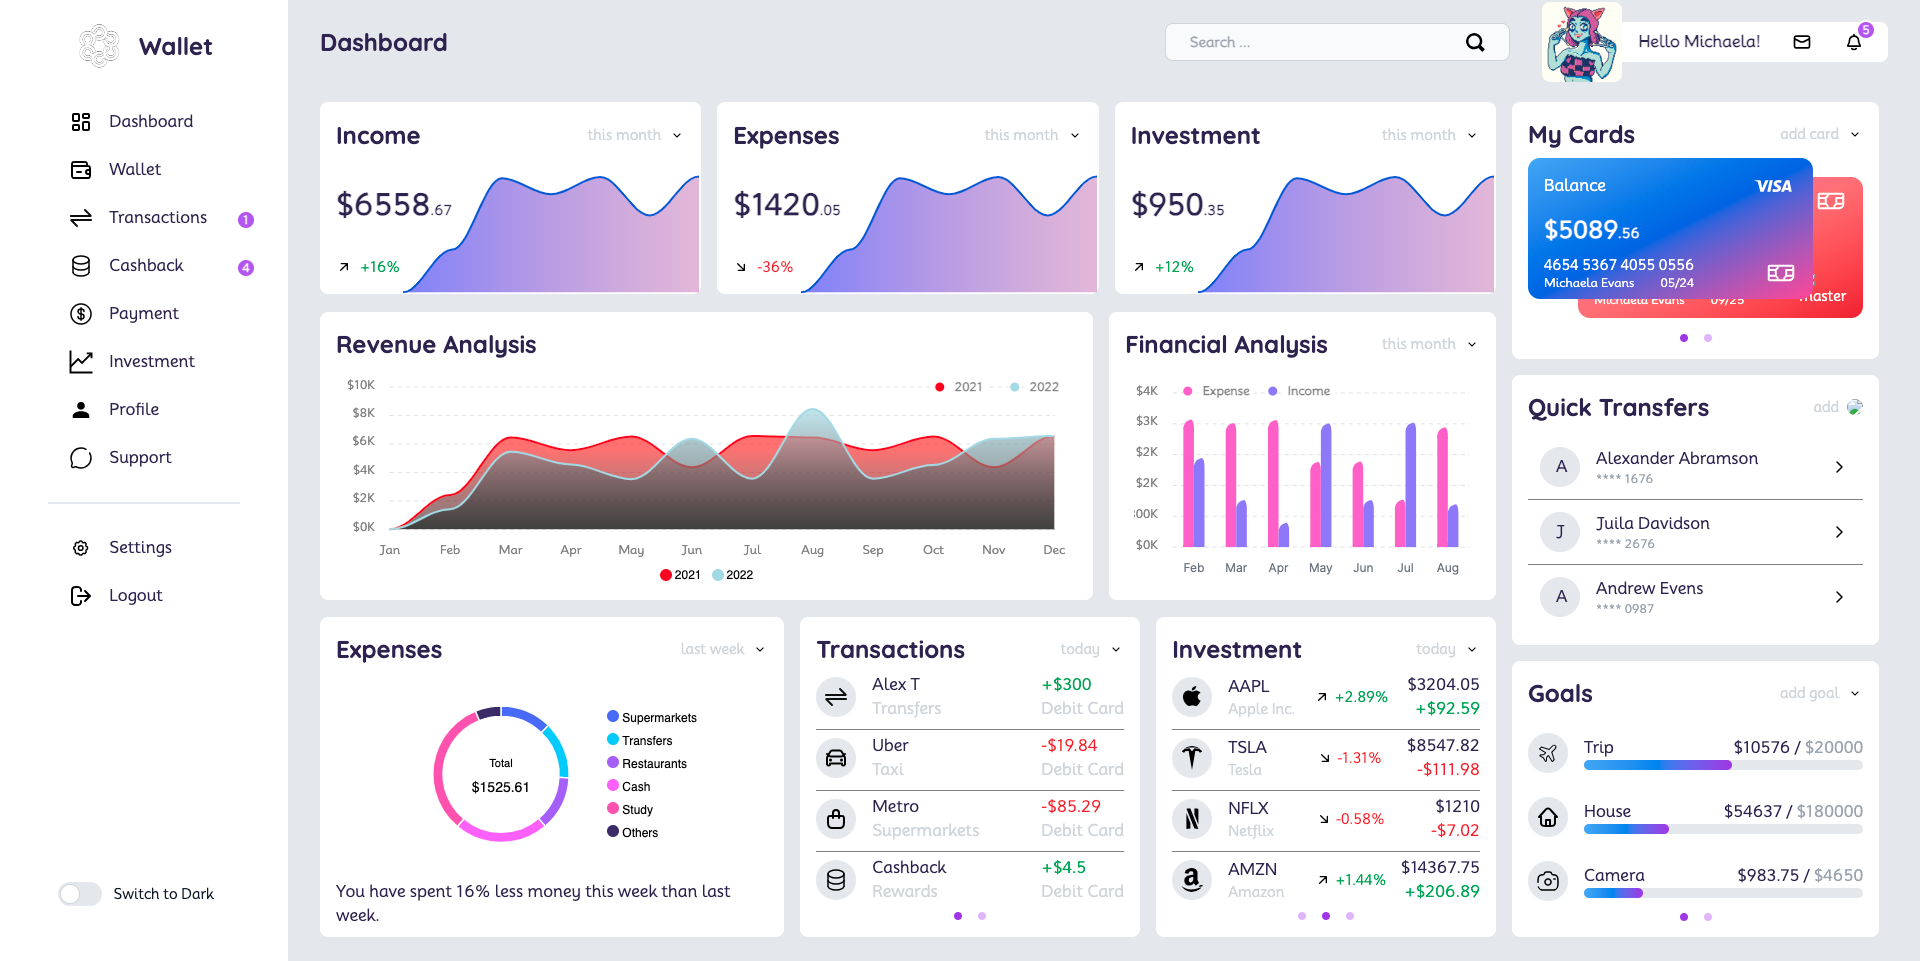 Wallet
Dashboard
Wallet
Transactions 1
Cashback 4
Payment
Investment
Profile
Support
Settings
Logout
Switch to Dark
Dashboard
Search ...
Hello Michaela!
5
Income this month
$6558.67
+16%
Expenses this month
$1420.05
-36%
Investment this month
$950.35
+12%
My Cards add card
Balance VISA
$5089.56
4654 5367 4055 0556
Michaela Evans 05/24
Michaela Evans 09/25 master
Revenue Analysis
2021 2022
$10K
$8K
$6K
$4K
$2K
$0K
Jan Feb Mar Apr May Jun Jul Aug Sep Oct Nov Dec
2021 2022
Financial Analysis this month
Expense Income
$4K
$3K
$2K
$2K
00K
$0K
Feb Mar Apr May Jun Jul Aug
Quick Transfers add
A Alexander Abramson
**** 1676
J Juila Davidson
**** 2676
A Andrew Evens
**** 0987
Expenses last week
Total
$1525.61
Supermarkets
Transfers
Restaurants
Cash
Study
Others
You have spent 16% less money this week than last
week.
Transactions today
Alex T +$300
Transfers Debit Card
Uber -$19.84
Taxi Debit Card
Metro -$85.29
Supermarkets Debit Card
Cashback +$4.5
Rewards Debit Card
Investment today
AAPL +2.89% $3204.05
Apple Inc. +$92.59
TSLA -1.31% $8547.82
Tesla -$111.98
NFLX -0.58% $1210
Netflix -$7.02
AMZN +1.44% $14367.75
Amazon +$206.89
Goals add goal
Trip $10576 / $20000
House $54637 / $180000
Camera $983.75 / $4650